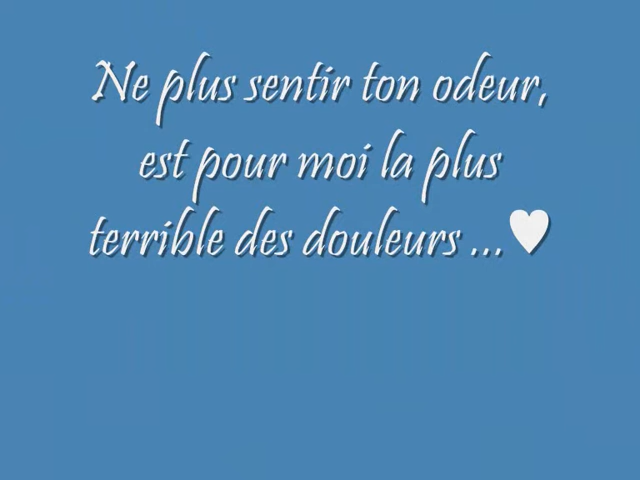 Ne plus sentir ton odeur,
est pour moi la plus
terrible des douleurs ...♥